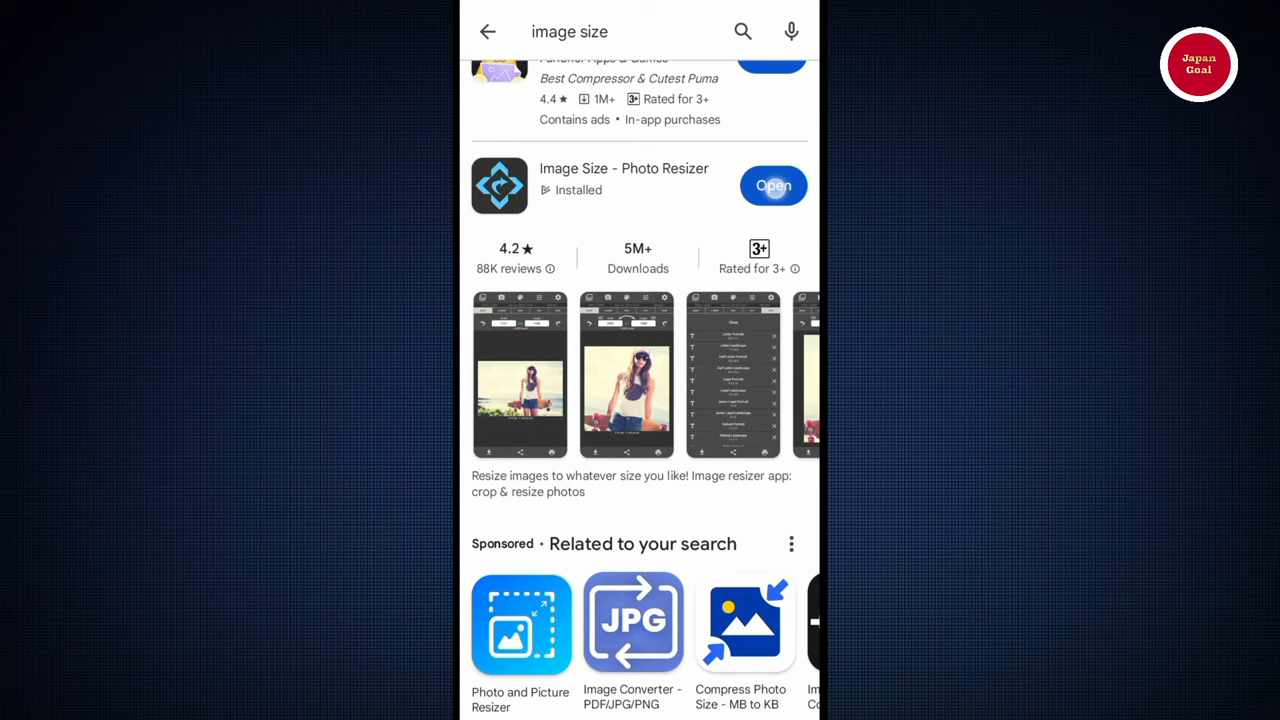 image size
Japan
Goal
Best Compressor & Cutest Puma
4.4★ 1M+ 3+ Rated for 3+
Contains ads • In-app purchases
Image Size - Photo Resizer
Installed
Open
4.2★ 5M+ 3+
88K reviews Downloads Rated for 3+
Resize images to whatever size you like! Image resizer app:
crop & resize photos
Sponsored • Related to your search
JPG
Photo and Picture
Resizer
Image Converter -
PDF/JPG/PNG
Compress Photo
Size - MB to KB